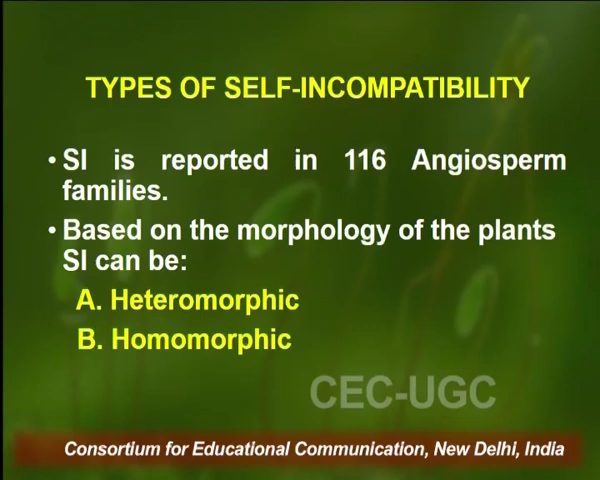 TYPES OF SELF-INCOMPATIBILITY
• SI is reported in 116 Angiosperm
families.
• Based on the morphology of the plants
SI can be:
A. Heteromorphic
B. Homomorphic
CEC-UGC
Consortium for Educational Communication, New Delhi, India